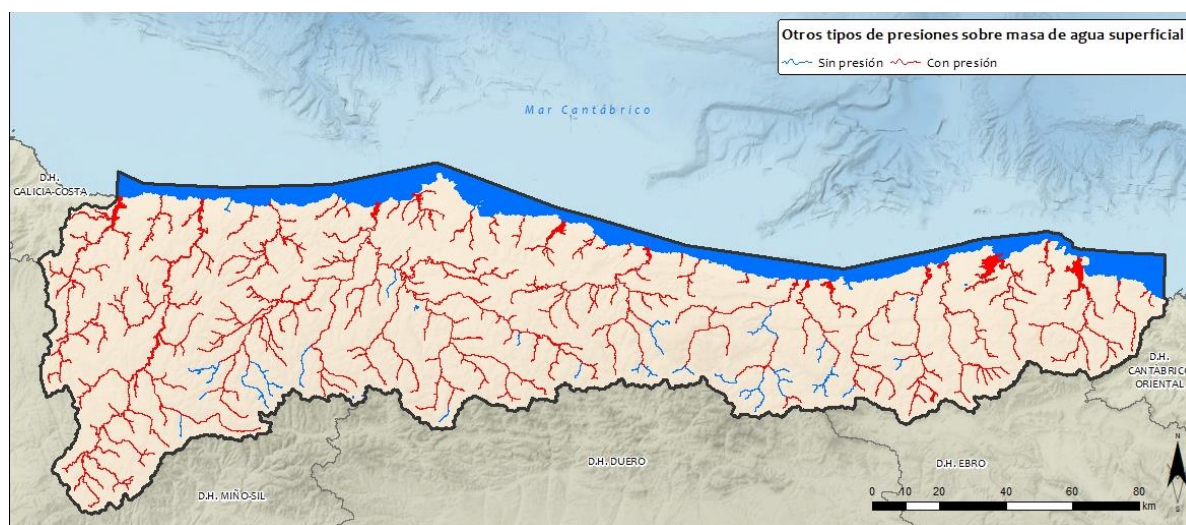 Otros tipos de presiones sobre masa de agua superficial
Sin presión Con presión
Mar Cantábrico
D.H.
GALICIA-COSTA
D.H.
CANTÁBRICO
ORIENTAL
D.H. DUERO
D.H. EBRO
D.H. MIÑO-SIL
N
S
0 10 20 40 60 80
km